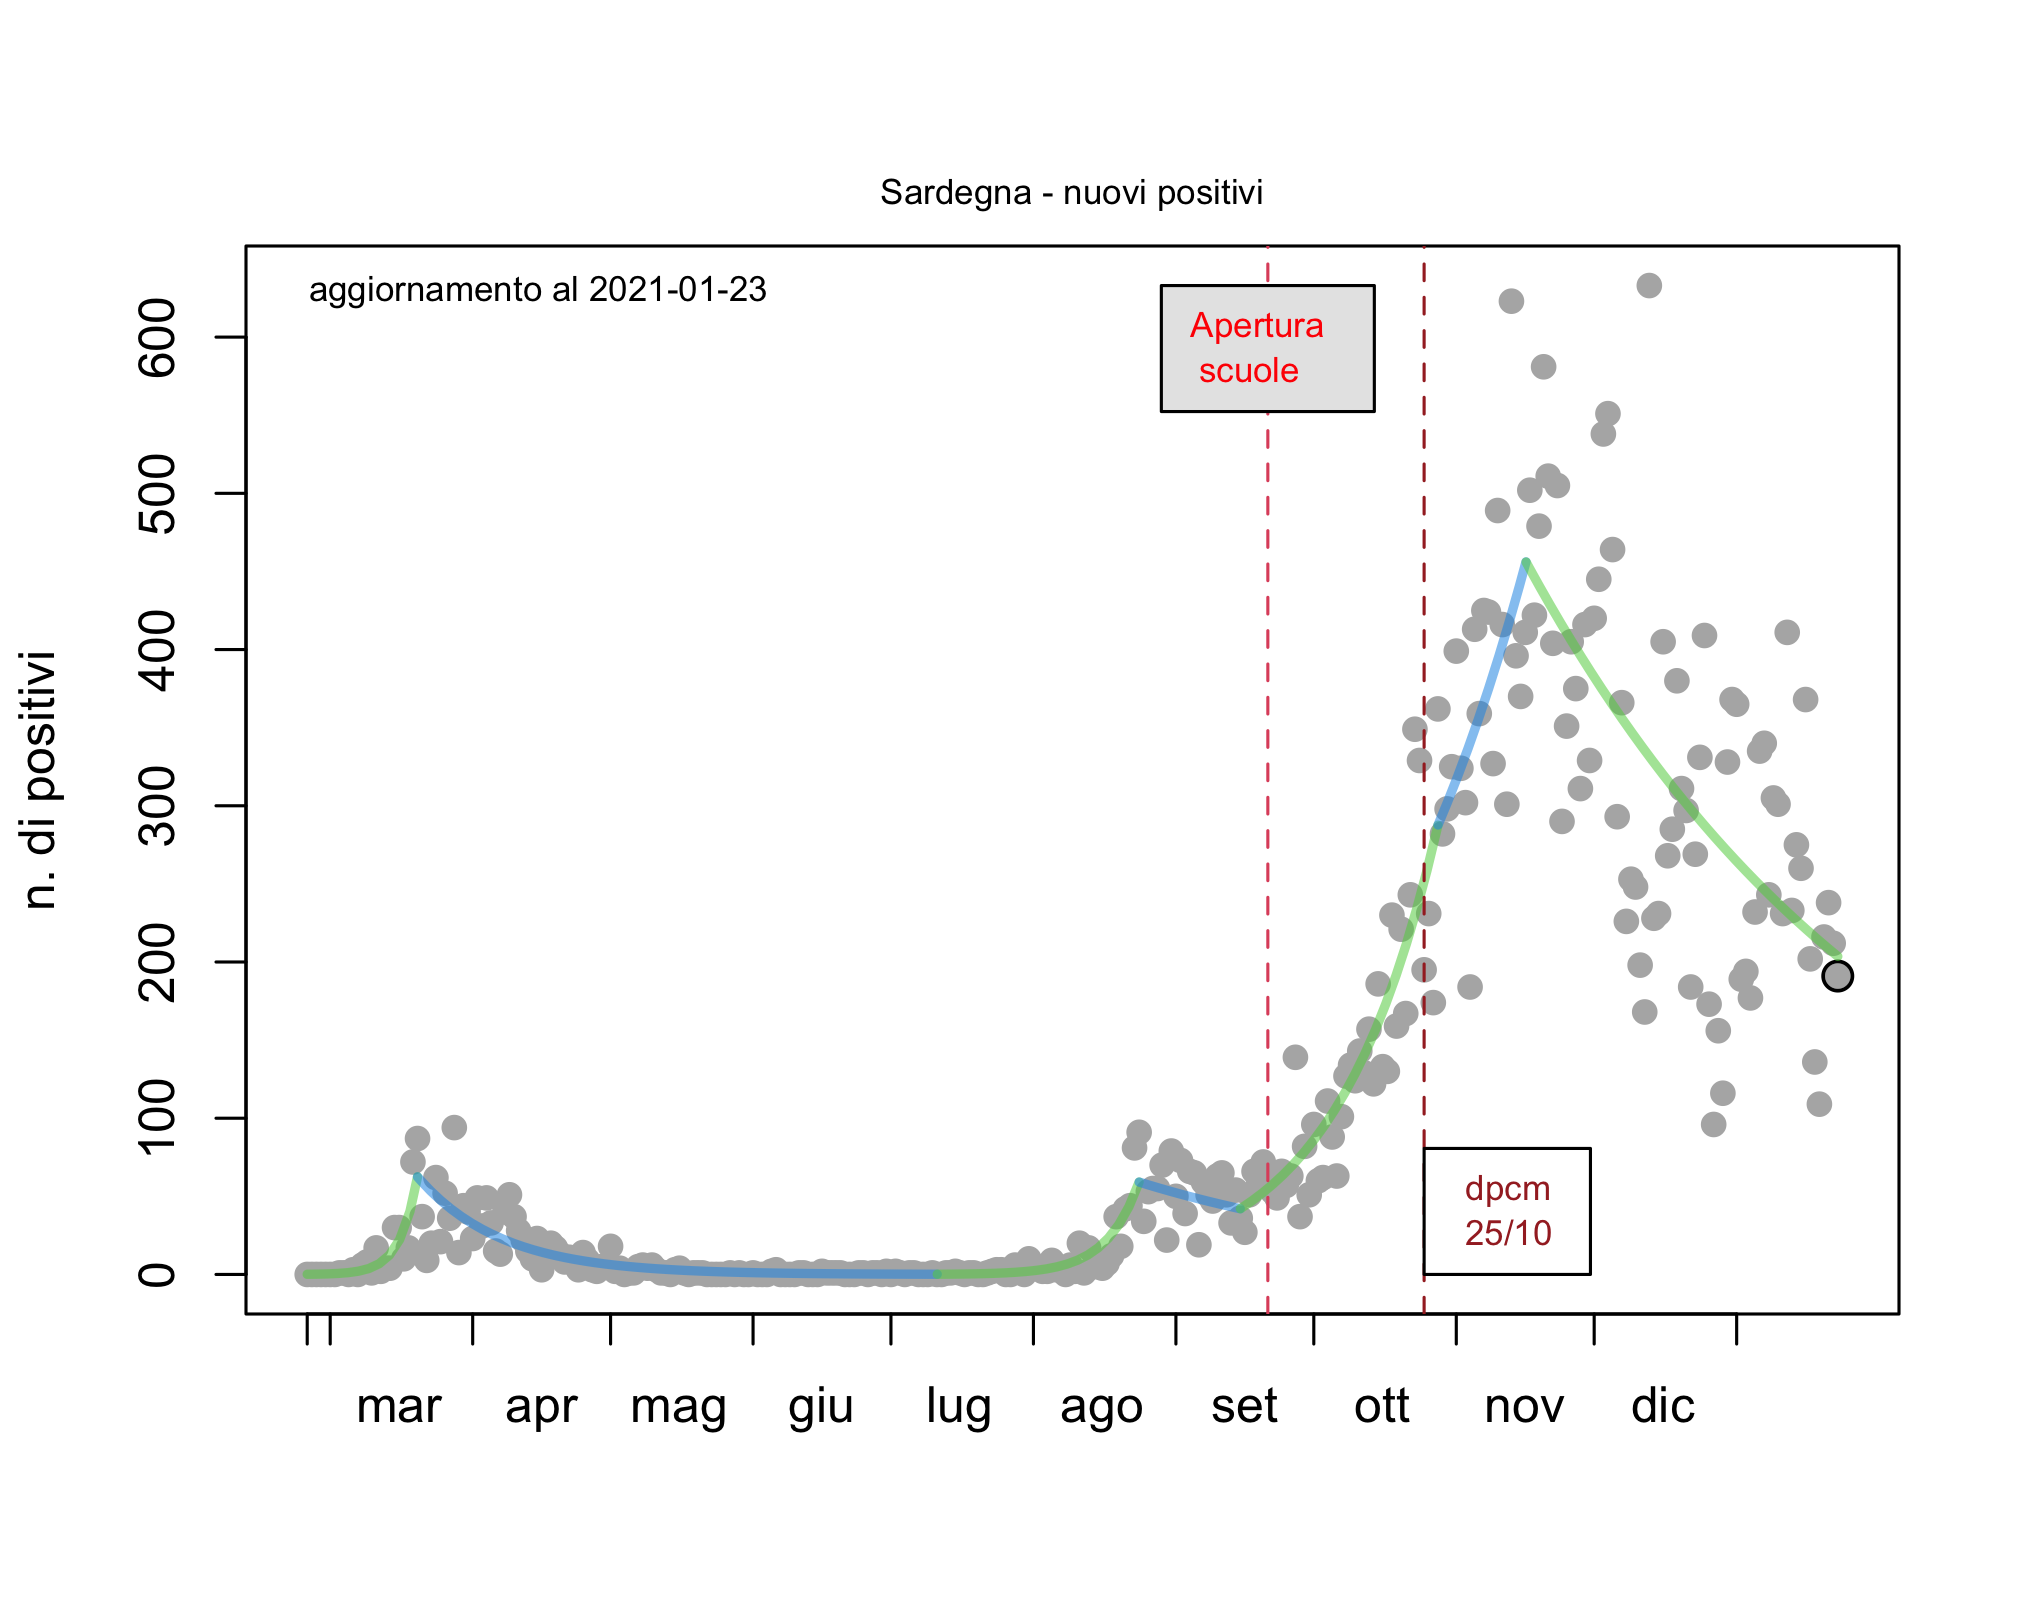 Sardegna - nuovi positivi
aggiornamento al 2021-01-23
Apertura
scuole
dpcm
25/10
n. di positivi
0
100
200
300
400
500
600
mar apr mag giu lug ago set ott nov dic